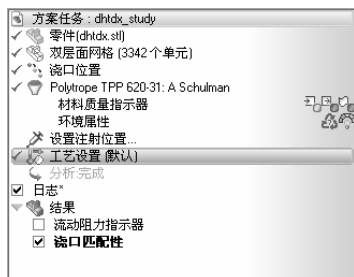 方案任务 : dhtdx_study
零件(dhtdx.stl)
双层面网格 (3342 个单元)
浇口位置
Polytrope TPP 620-31: A Schulman
材料质量指示器
环境属性
设置注射位置...
工艺设置 (默认)
分析:完成
日志*
结果
流动阻力指示器
浇口匹配性